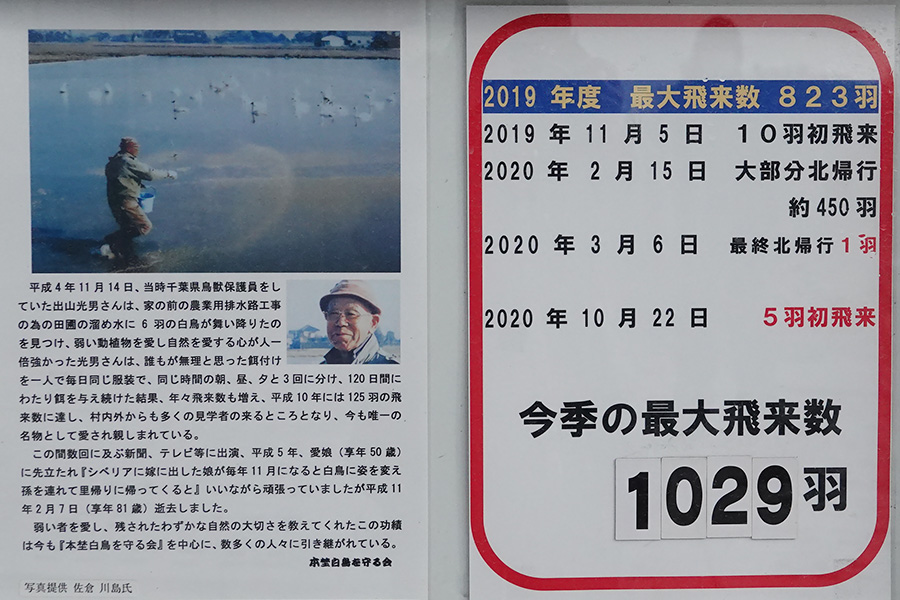 平成4年11月14日、当時千葉県鳥獣保護員をし
ていた出山光男さんは、家の前の農業用排水路工事
の為の田圃の溜め水に 6 羽の白鳥が舞い降りたの
を見つけ、弱い動植物を愛し自然を愛する心が人一
倍強かった光男さんは、誰もが無理と思った餌付け
を一人で毎日同じ服装で、同じ時間の朝、昼、夕と3回に分け、120日間に
わたり餌を与え続けた結果、年々飛来数も増え、平成10年には125羽の飛
来数に達し、村内外からも多くの見学者の来るところとなり、今も唯一の
名物として愛され親しまれている。
この間数回に及ぶ新聞、テレビ等に出演、平成5年、愛娘(享年50歳)
に先立たれ『シベリアに嫁に出した娘が毎年11月になると白鳥に姿を変え
孫を連れて里帰りに帰ってくると』いいながら頑張っていましたが平成11
年2月7日(享年81歳)逝去しました。
弱い者を愛し、残されたわずかな自然の大切さを教えてくれたこの功績
は今も『本埜白鳥を守る会』を中心に、数多くの人々に引き継がれている。
本埜白鳥を守る会
写真提供 佐倉 川島氏
2019 年度 最大飛来数 823羽
2019 年 11 月 5 日 10羽初飛来
2020 年 2 月 15 日 大部分北帰行
約450羽
2020 年 3 月 6 日 最終北帰行1羽
2020 年 10 月 22 日 5羽初飛来
今季の最大飛来数
1029羽